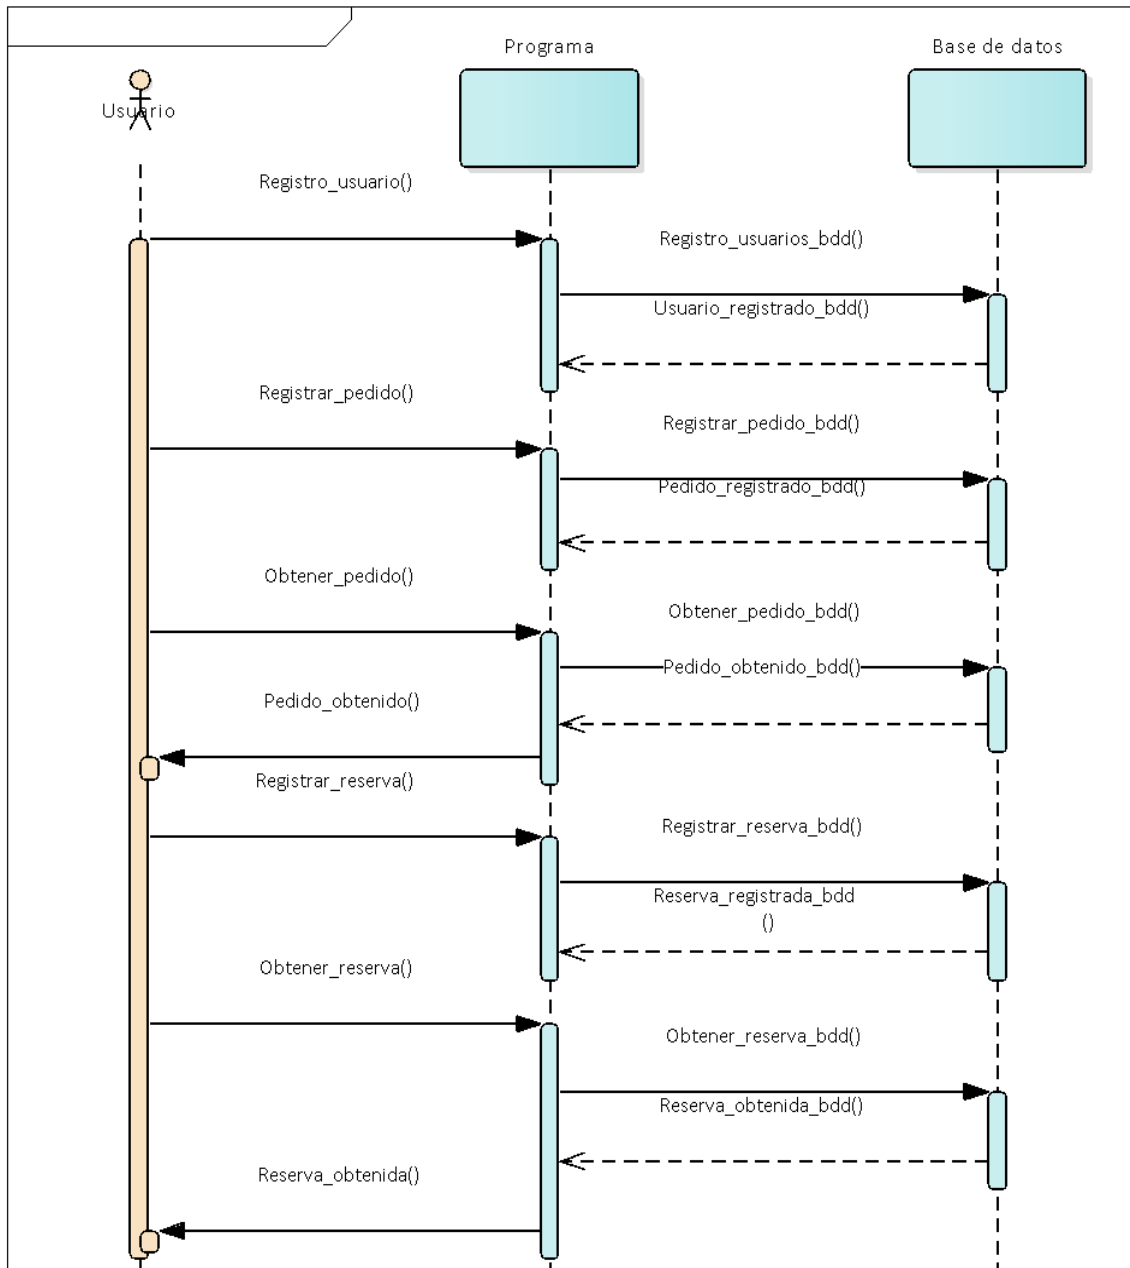 Programa
Base de datos
Usuario
Registro_usuario()
Registro_usuarios_bdd()
Usuario_registrado_bdd()
Registrar_pedido()
Registrar_pedido_bdd()
Pedido_registrado_bdd()
Obtener_pedido()
Obtener_pedido_bdd()
Pedido_obtenido_bdd()
Pedido_obtenido()
Registrar_reserva()
Registrar_reserva_bdd()
Reserva_registrada_bdd
()
Obtener_reserva()
Obtener_reserva_bdd()
Reserva_obtenida_bdd()
Reserva_obtenida()